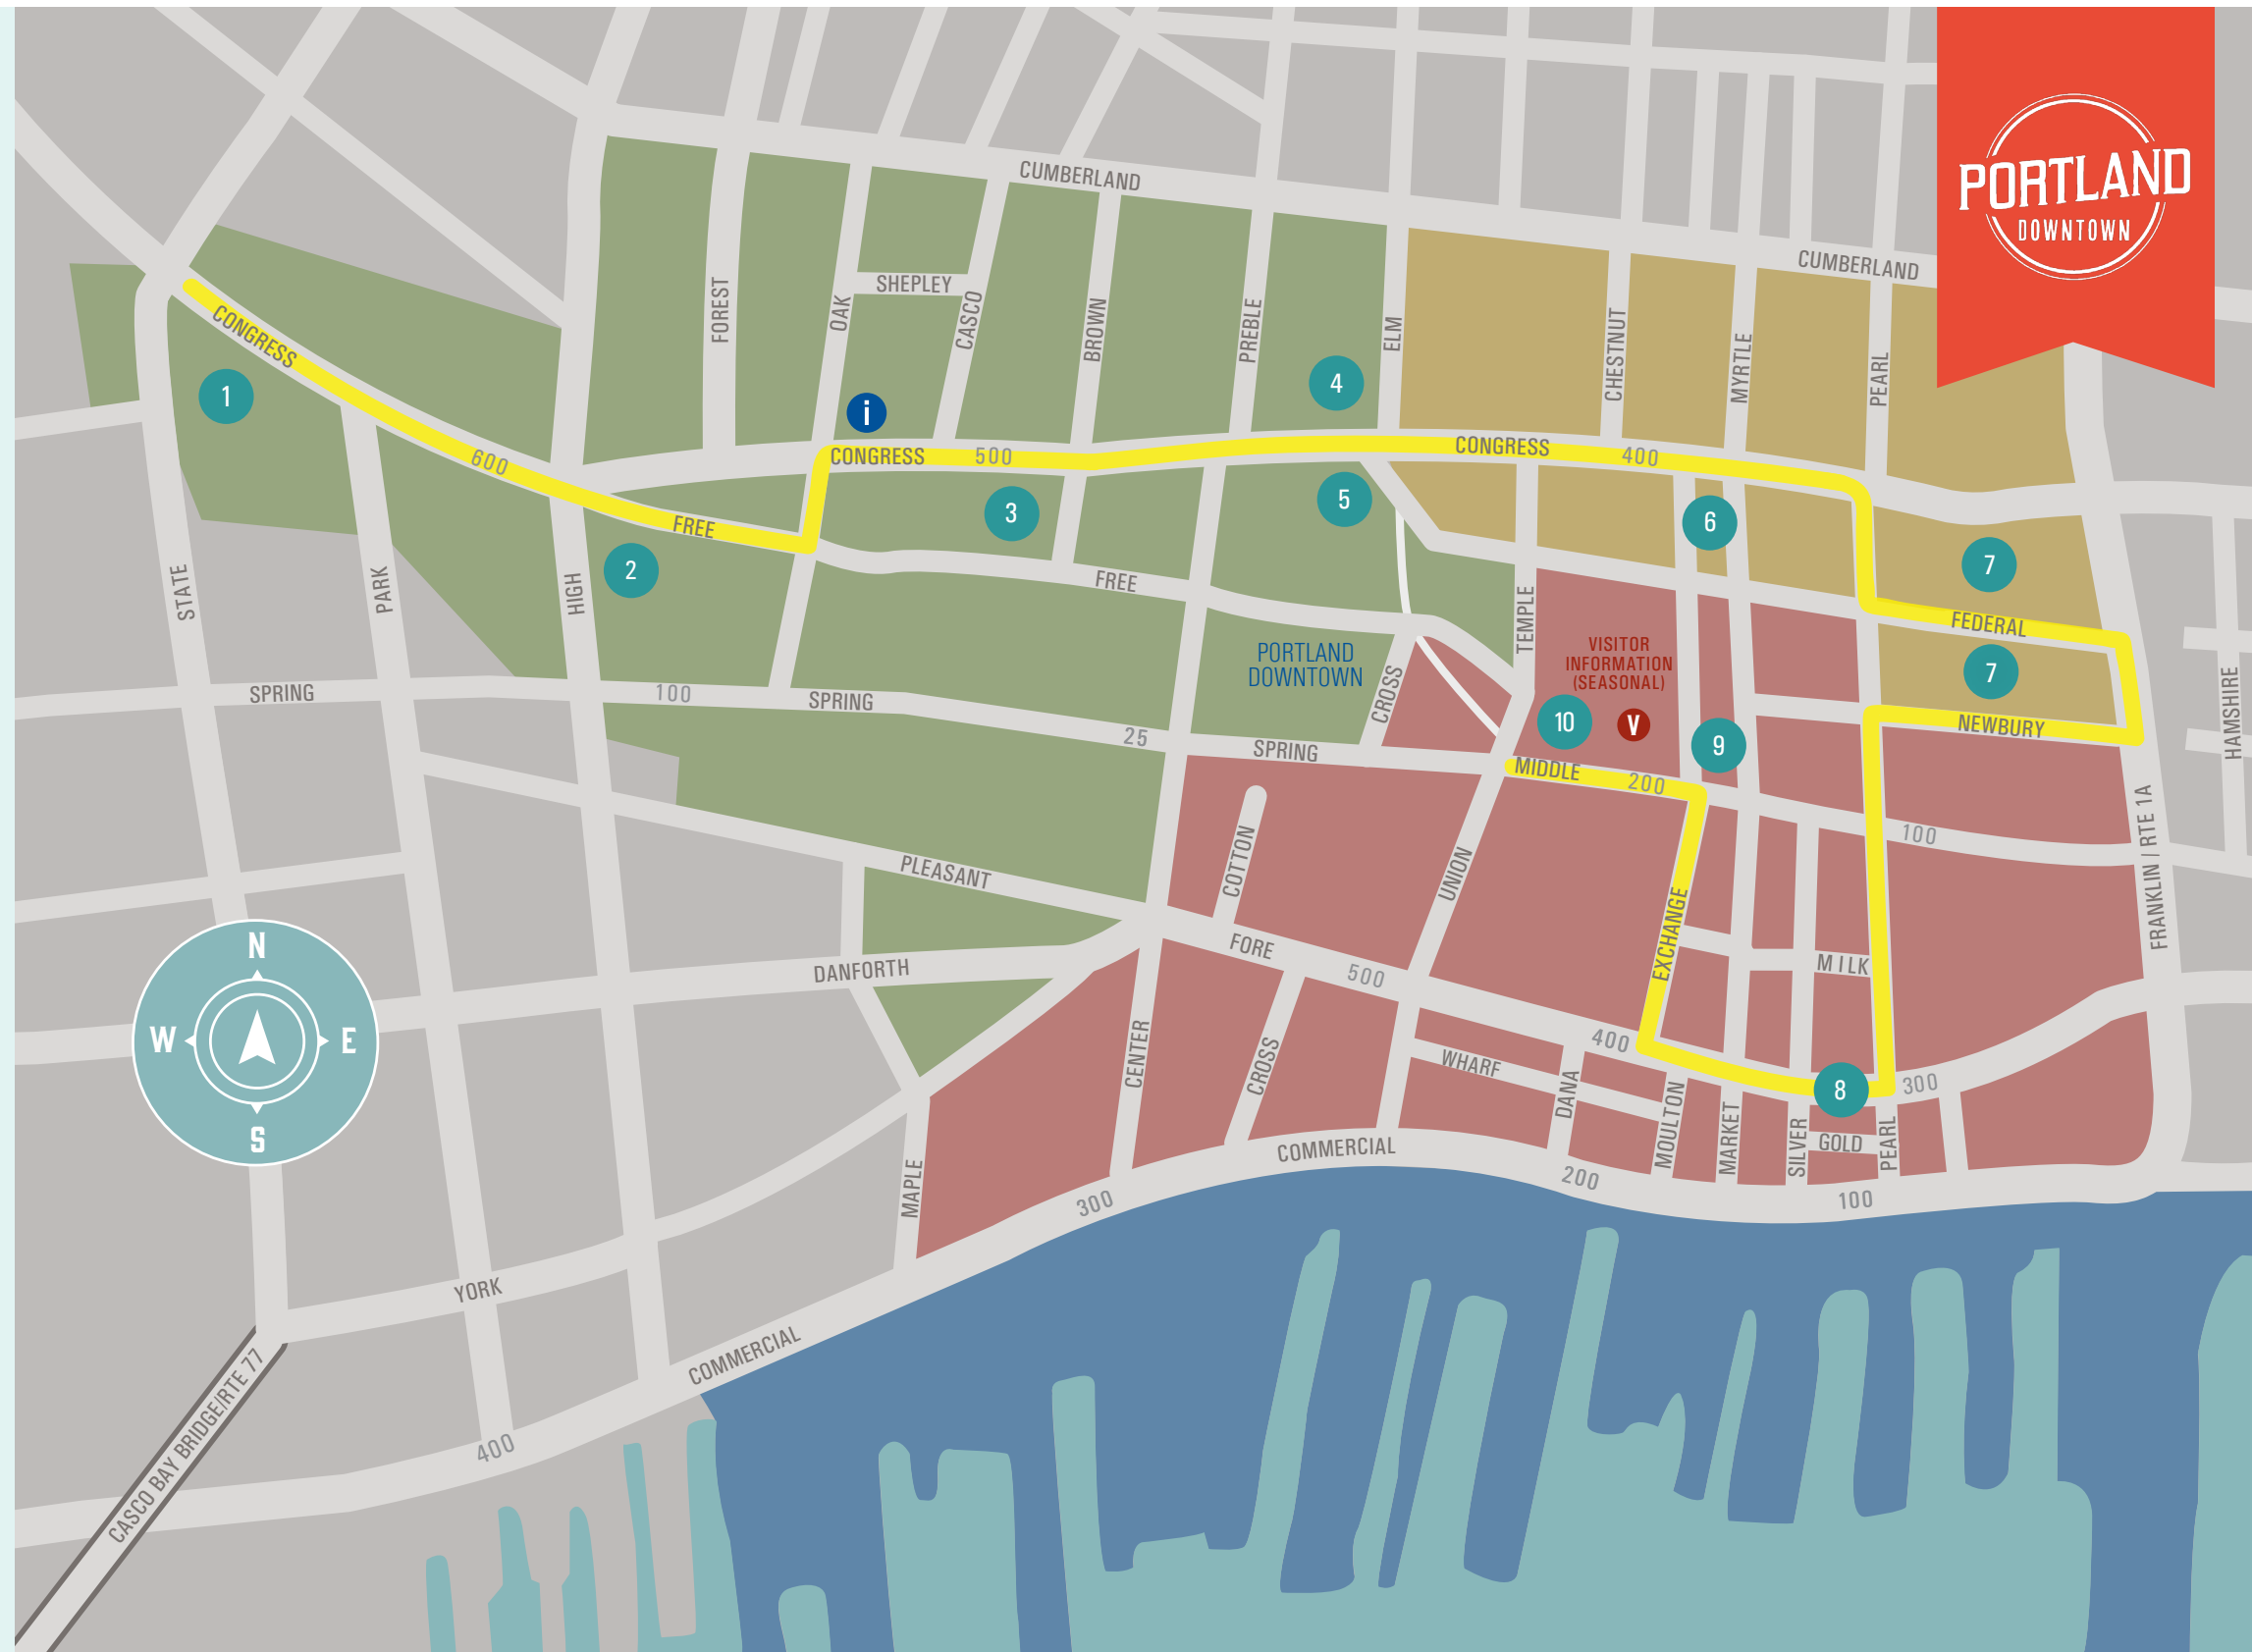 PORTLAND
DOWNTOWN
CUMBERLAND
CUMBERLAND
SHEPLEY
FOREST
OAK
CASCO
BROWN
PREBLE
ELM
CHESTNUT
MYRTLE
PEARL
CONGRESS
1
i
4
600
CONGRESS
500
CONGRESS
400
3
5
6
7
FREE
2
FREE
STATE
PARK
HIGH
TEMPLE
FEDERAL
PORTLAND
DOWNTOWN
VISITOR
INFORMATION
(SEASONAL)
CROSS
7
10
V
9
NEWBURY
HAMSHIRE
SPRING
100
SPRING
25
SPRING
MIDDLE
200
100
FRANKLIN / RTE 1A
PLEASANT
COTTON
UNION
EXCHANGE
FORE
500
MILK
DANFORTH
N
W
E
S
CENTER
CROSS
400
WHARF
DANA
MOULTON
MARKET
SILVER
8
300
GOLD
PEARL
MAPLE
COMMERCIAL
300
200
100
YORK
COMMERCIAL
400
CASCO BAY BRIDGE/RTE 77